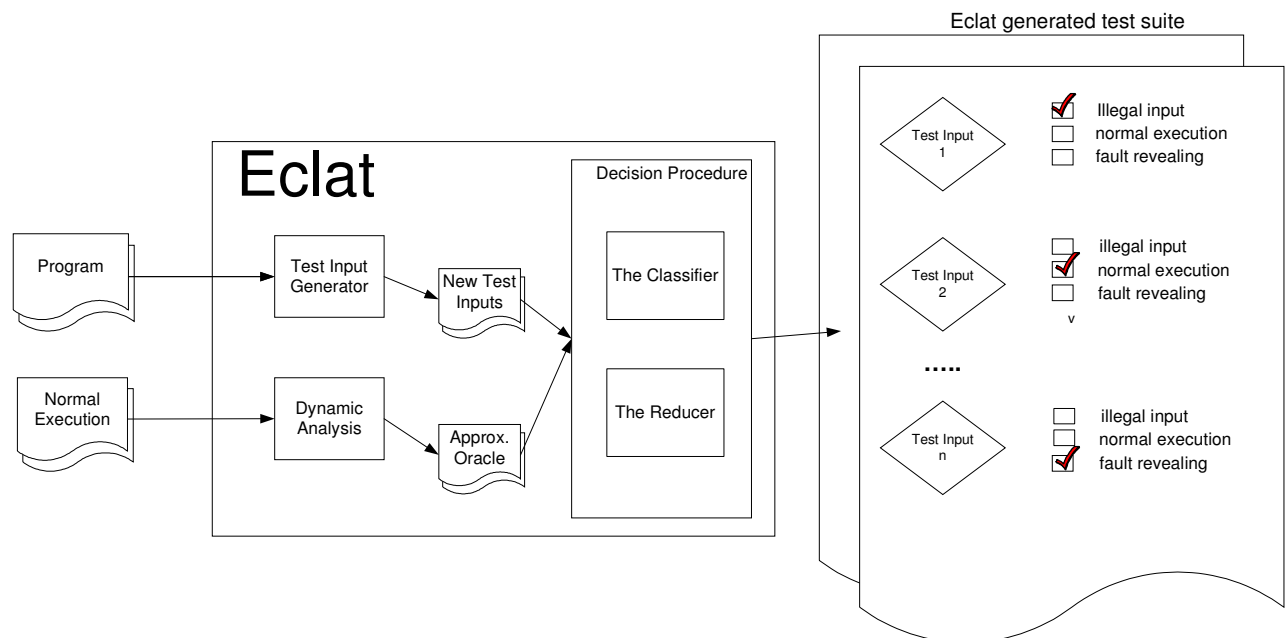 Eclat generated test suite
Eclat
Program
Normal
Execution
Test Input
Generator
Dynamic
Analysis
New Test
Inputs
Approx.
Oracle
Decision Procedure
The Classifier
The Reducer
Test Input
1
Illegal input
normal execution
fault revealing
Test Input
2
illegal input
normal execution
fault revealing
v
.....
Test Input
n
illegal input
normal execution
fault revealing